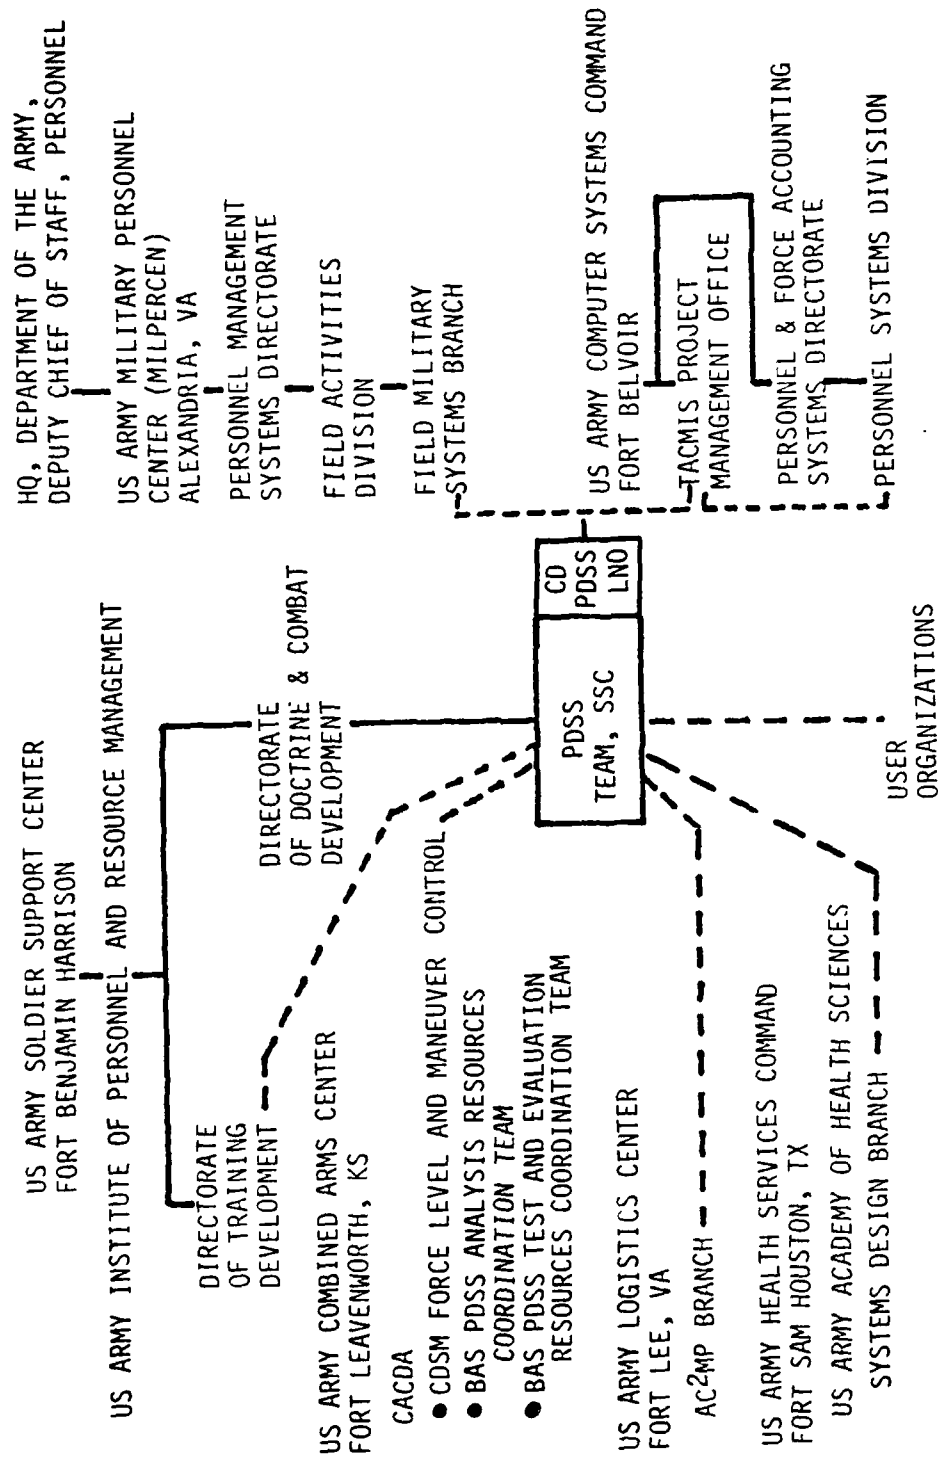 US ARMY SOLDIER SUPPORT CENTER
FORT BENJAMIN HARRISON
US ARMY INSTITUTE OF PERSONNEL AND RESOURCE MANAGEMENT
DIRECTORATE
OF TRAINING
DEVELOPMENT
DIRECTORATE
OF DOCTRINE & COMBAT
DEVELOPMENT
US ARMY COMBINED ARMS CENTER
FORT LEAVENWORTH, KS
CACDA
● CDSM FORCE LEVEL AND MANEUVER CONTROL
● BAS PDSS ANALYSIS RESOURCES
COORDINATION TEAM
● BAS PDSS TEST AND EVALUATION
RESOURCES COORDINATION TEAM
US ARMY LOGISTICS CENTER
FORT LEE, VA
AC²MP BRANCH
US ARMY HEALTH SERVICES COMMAND
FORT SAM HOUSTON, TX
US ARMY ACADEMY OF HEALTH SCIENCES
SYSTEMS DESIGN BRANCH
PDSS
TEAM, SSC
CD
PDSS
LNO
USER
ORGANIZATIONS
HQ, DEPARTMENT OF THE ARMY,
DEPUTY CHIEF OF STAFF, PERSONNEL
US ARMY MILITARY PERSONNEL
CENTER (MILPERCEN)
ALEXANDRIA, VA
PERSONNEL MANAGEMENT
SYSTEMS DIRECTORATE
FIELD ACTIVITIES
DIVISION
FIELD MILITARY
SYSTEMS BRANCH
US ARMY COMPUTER SYSTEMS COMMAND
FORT BELVOIR
TACMIS PROJECT
MANAGEMENT OFFICE
PERSONNEL & FORCE ACCOUNTING
SYSTEMS DIRECTORATE
PERSONNEL SYSTEMS DIVISION